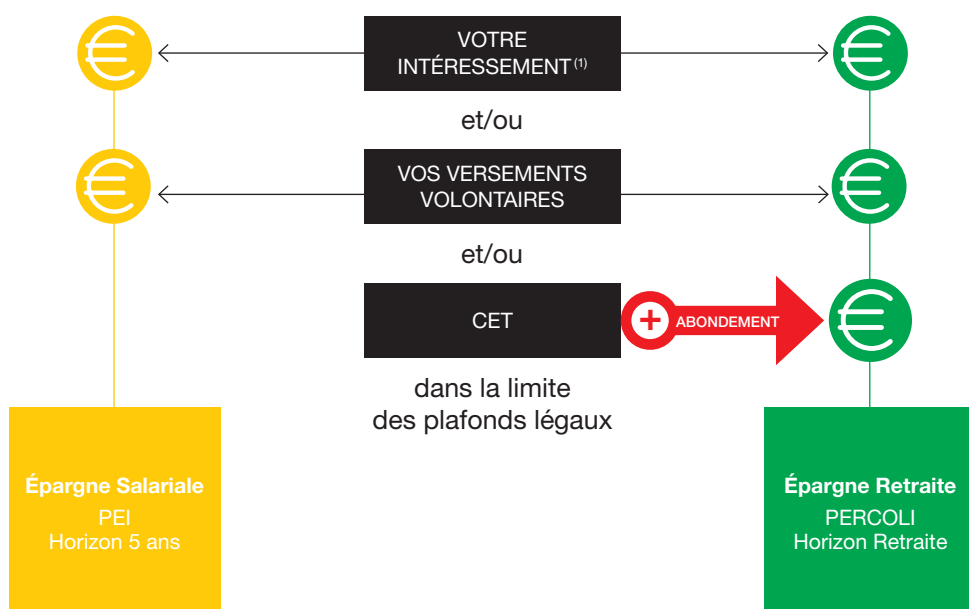 VOTRE
INTÉRESSEMENT (1)
et/ou
VOS VERSEMENTS
VOLONTAIRES
et/ou
CET
+ ABONDEMENT
dans la limite
des plafonds légaux
Épargne Salariale
PEI
Horizon 5 ans
Épargne Retraite
PERCOLI
Horizon Retraite